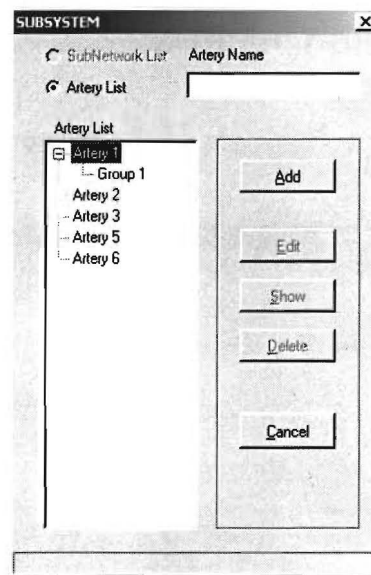 SUBSYSTEM
SubNetwork List
Artery Name
Artery List
Artery List
Artery 1
Group 1
Artery 2
Artery 3
Artery 5
Artery 6
Add
Edit
Show
Delete
Cancel